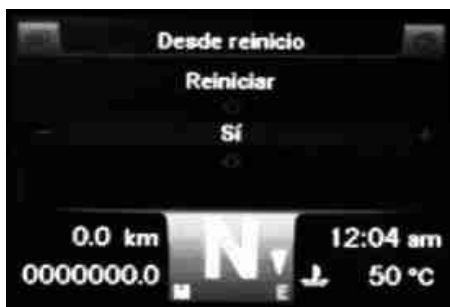 Desde reinicio
Reiniciar
Sí
0.0 km
N
12:04 am
0000000.0
M
E
50 °C